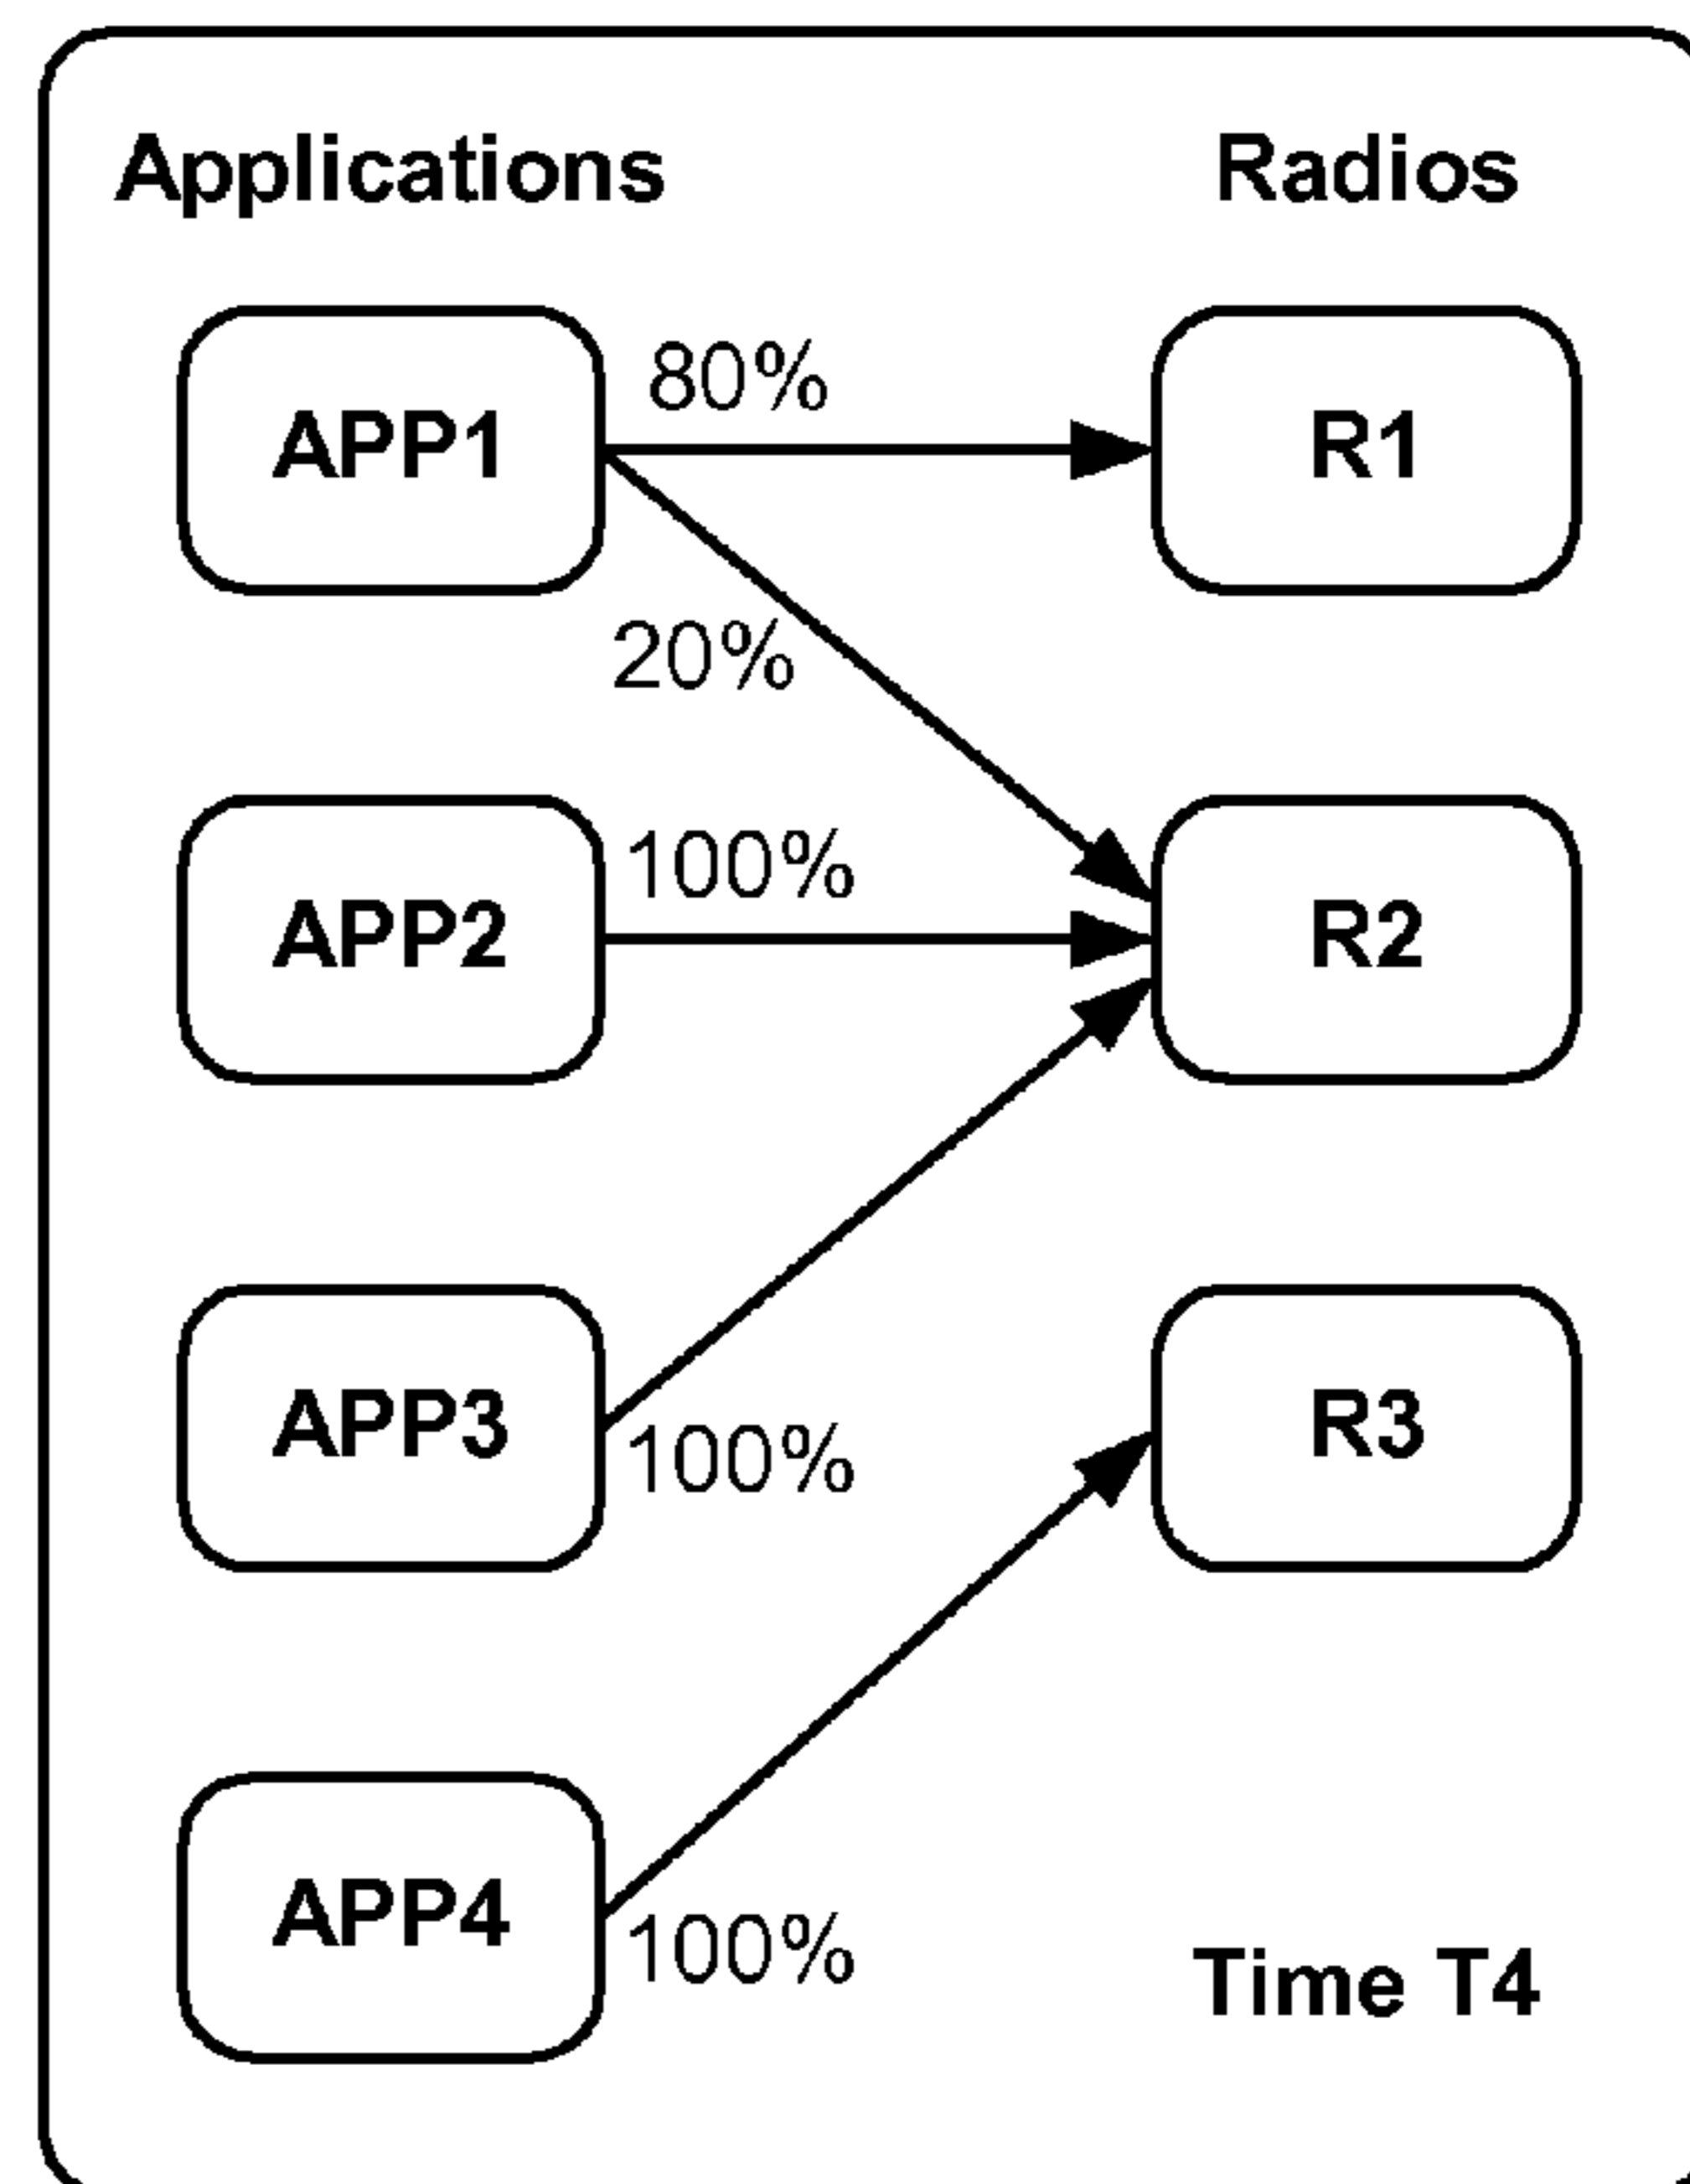 Applications Radios
80%
APP1 R1
20%
100%
APP2 R2
APP3 R3
100%
APP4
100%
Time T4